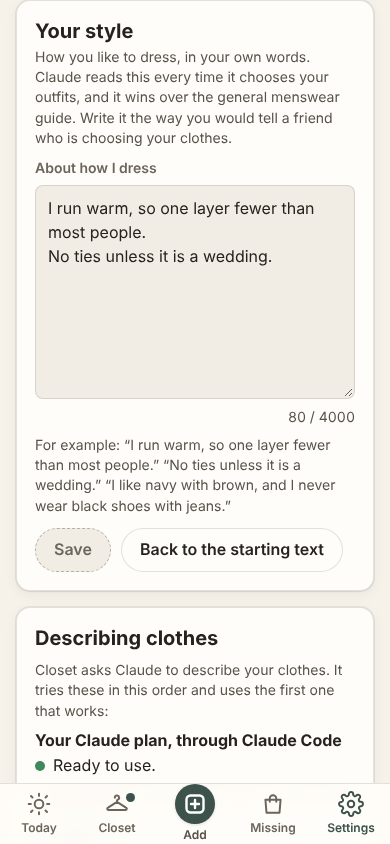 Your style
How you like to dress, in your own words.
Claude reads this every time it chooses your
outfits, and it wins over the general menswear
guide. Write it the way you would tell a friend
who is choosing your clothes.
About how I dress
I run warm, so one layer fewer than
most people.
No ties unless it is a wedding.
80 / 4000
For example: “I run warm, so one layer fewer
than most people.” “No ties unless it is a
wedding.” “I like navy with brown, and I never
wear black shoes with jeans.”
Save
Back to the starting text
Describing clothes
Closet asks Claude to describe your clothes. It
tries these in this order and uses the first one
that works:
Your Claude plan, through Claude Code
Ready to use.
Today
Closet
Add
Missing
Settings